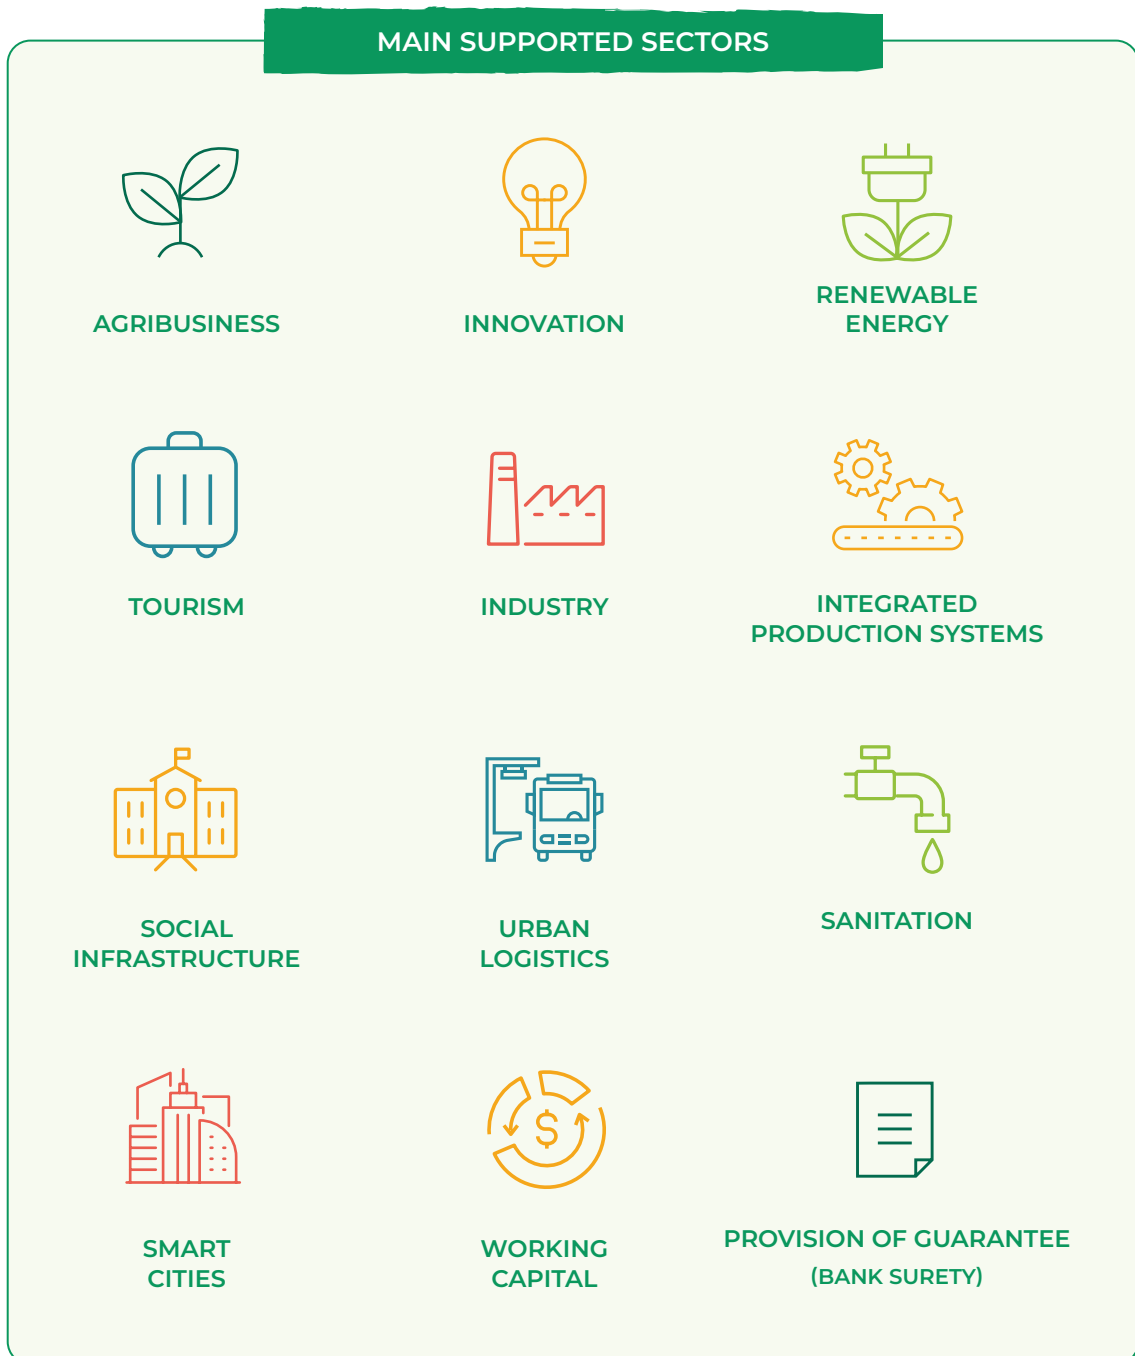 MAIN SUPPORTED SECTORS
AGRIBUSINESS
INNOVATION
RENEWABLE
ENERGY
TOURISM
INDUSTRY
INTEGRATED
PRODUCTION SYSTEMS
SOCIAL
INFRASTRUCTURE
URBAN
LOGISTICS
SANITATION
SMART
CITIES
$
WORKING
CAPITAL
PROVISION OF GUARANTEE
(BANK SURETY)